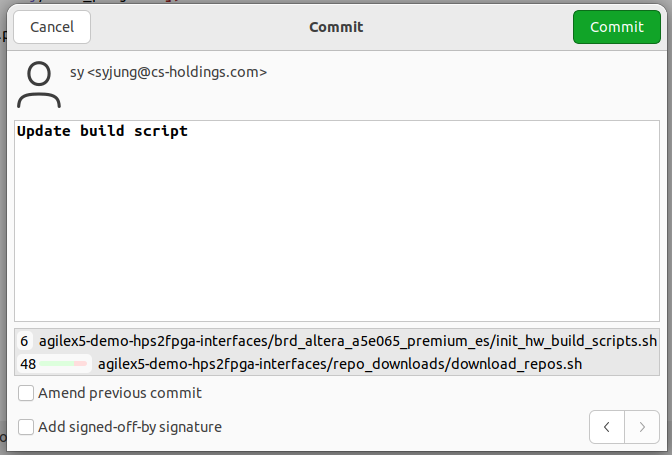 Cancel
Commit
Commit
sy <syjung@cs-holdings.com>
Update build script
6 agilex5-demo-hps2fpga-interfaces/brd_altera_a5e065_premium_es/init_hw_build_scripts.sh
48 agilex5-demo-hps2fpga-interfaces/repo_downloads/download_repos.sh
Amend previous commit
Add signed-off-by signature